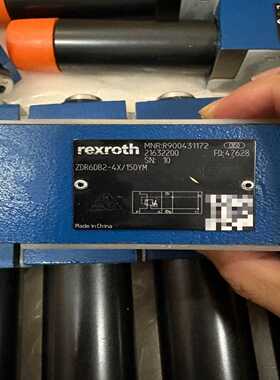 rexroth
MNR:R900431172
21632200 FD:47628
SN: 10
ZDR6DB2-4X/150YM
Made in China